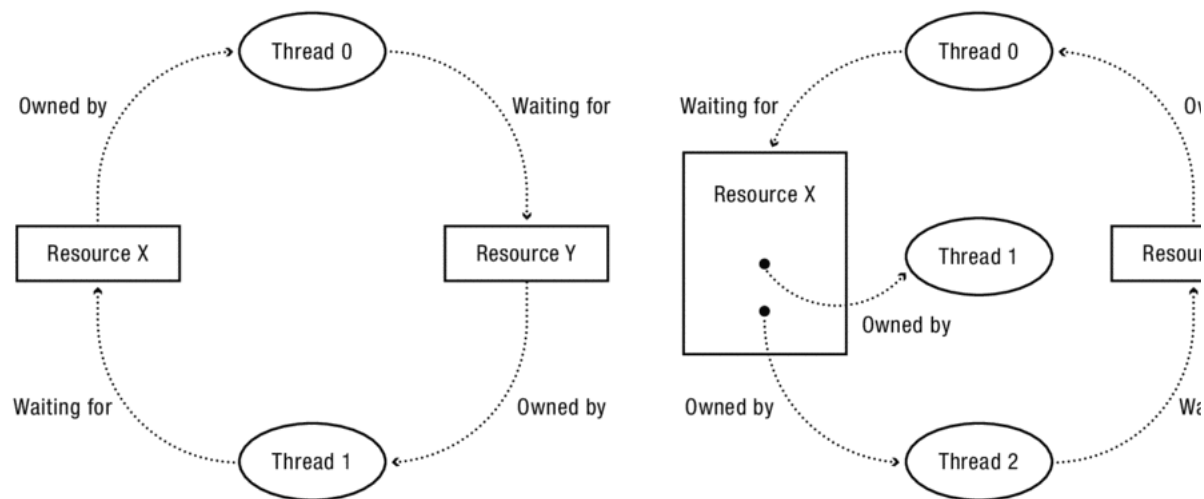 Thread 0
Owned by
Waiting for
Resource X
Resource Y
Waiting for
Owned by
Thread 1
Thread 0
Waiting for
Resource X
Thread 1
Owned by
Owned by
Thread 2